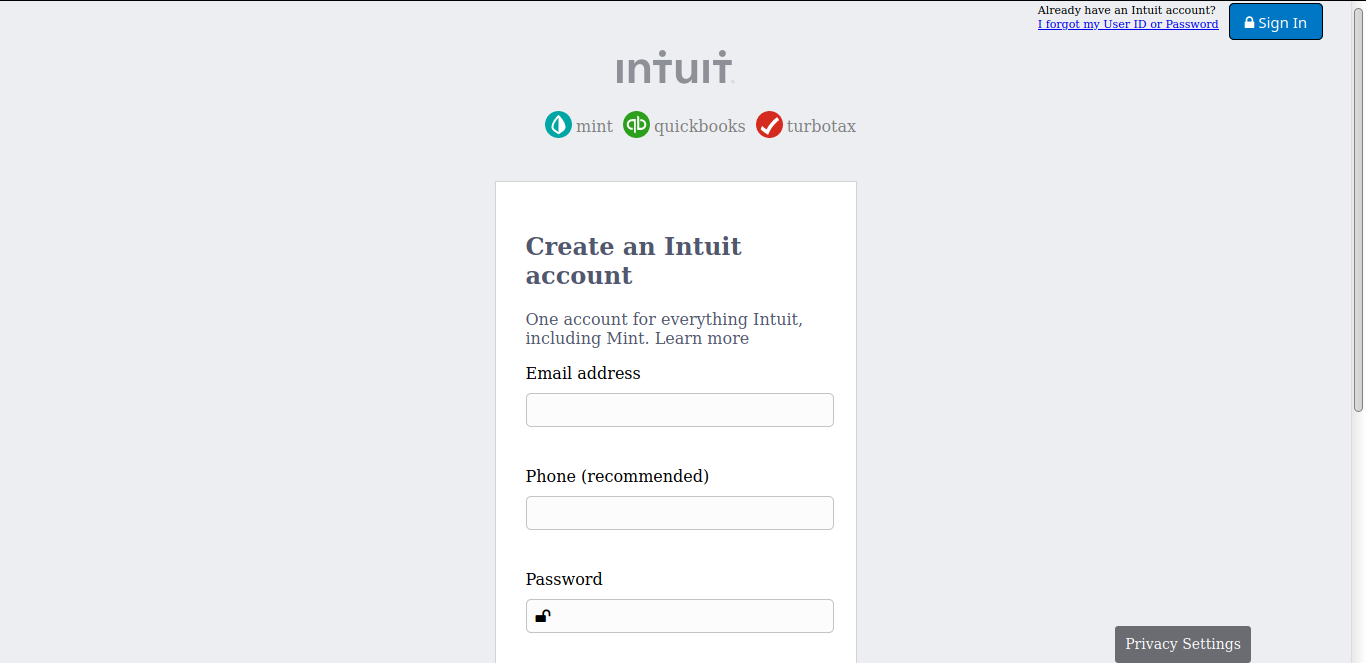 Already have an Intuit account?
I forgot my User ID or Password
Sign In
intuit
mint quickbooks turbotax
Create an Intuit
account
One account for everything Intuit,
including Mint. Learn more
Email address
Phone (recommended)
Password
Privacy Settings